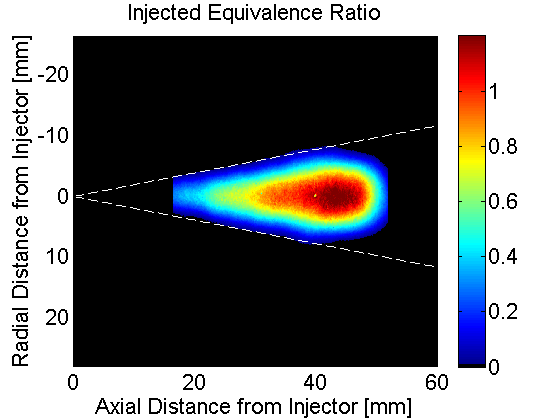 Injected Equivalence Ratio
Radial Distance from Injector [mm]
-20
-10
0
10
20
0 20 40 60
Axial Distance from Injector [mm]
1
0.8
0.6
0.4
0.2
0